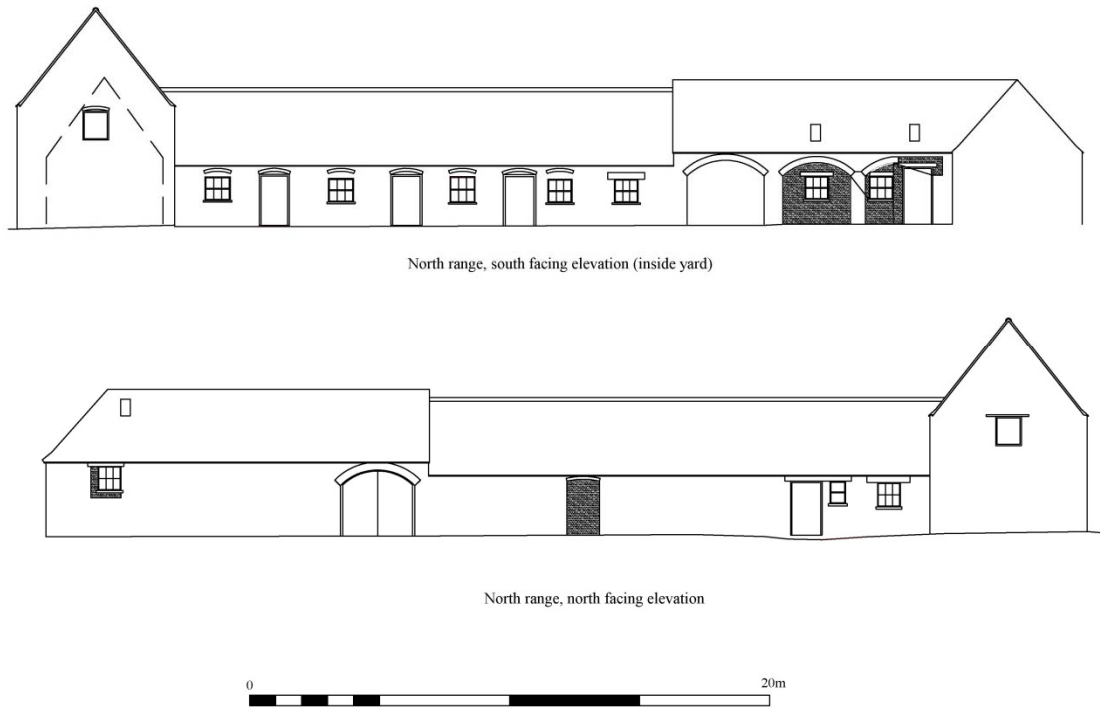 North range, south facing elevation (inside yard)
North range, north facing elevation
0 20m